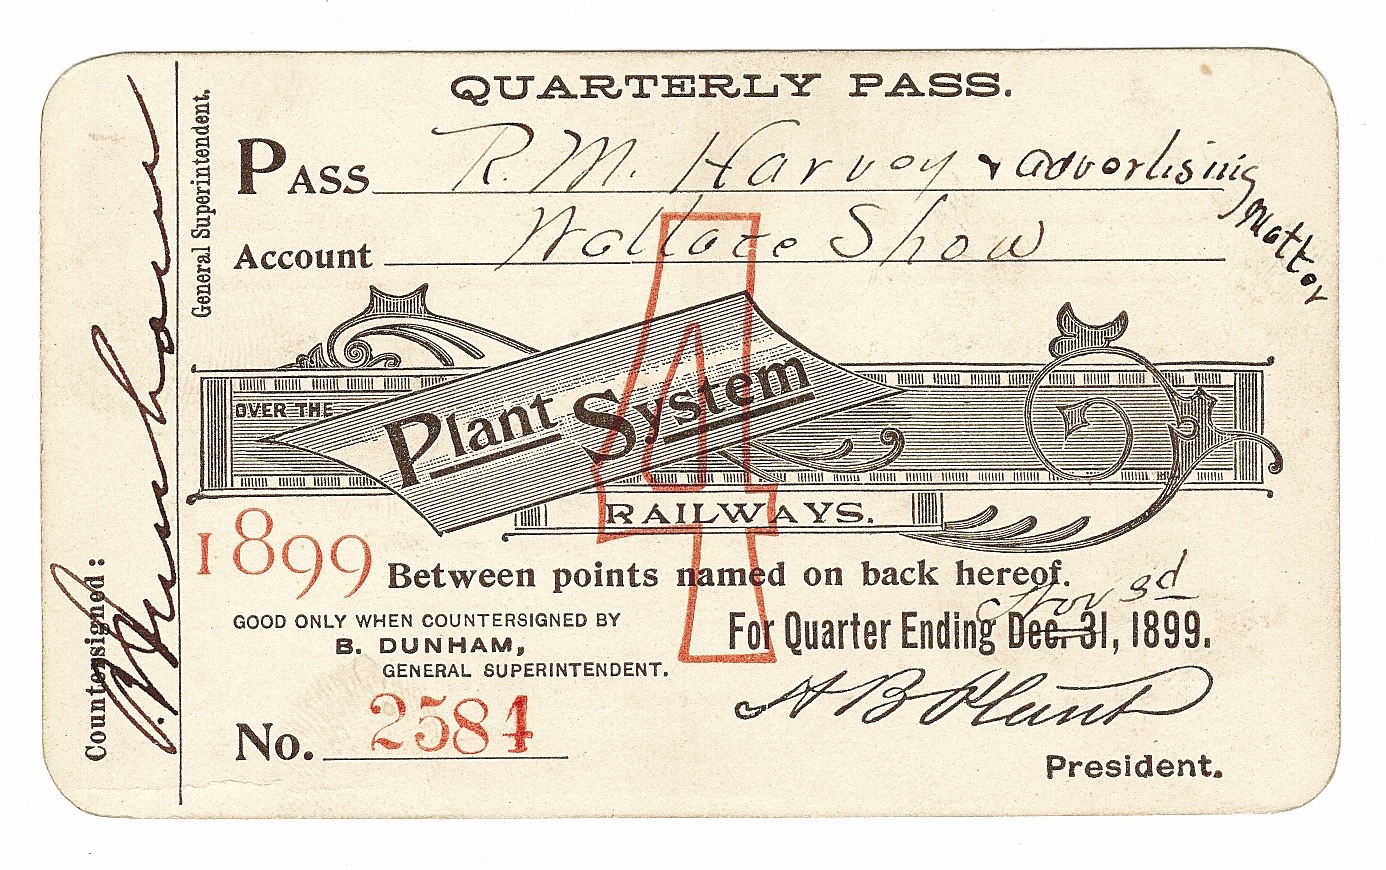 QUARTERLY PASS.
PASS R. M. Harvey & advertising matter
Account Wallace Show
OVER THE
Plant System
RAILWAYS.
4
1899
Between points named on back hereof.
GOOD ONLY WHEN COUNTERSIGNED BY
B. DUNHAM,
GENERAL SUPERINTENDENT.
Nov 3d
For Quarter Ending Dec. 31, 1899.
No. 2584
H B Plant
President.
Countersigned:
B. Dunham
General Superintendent.